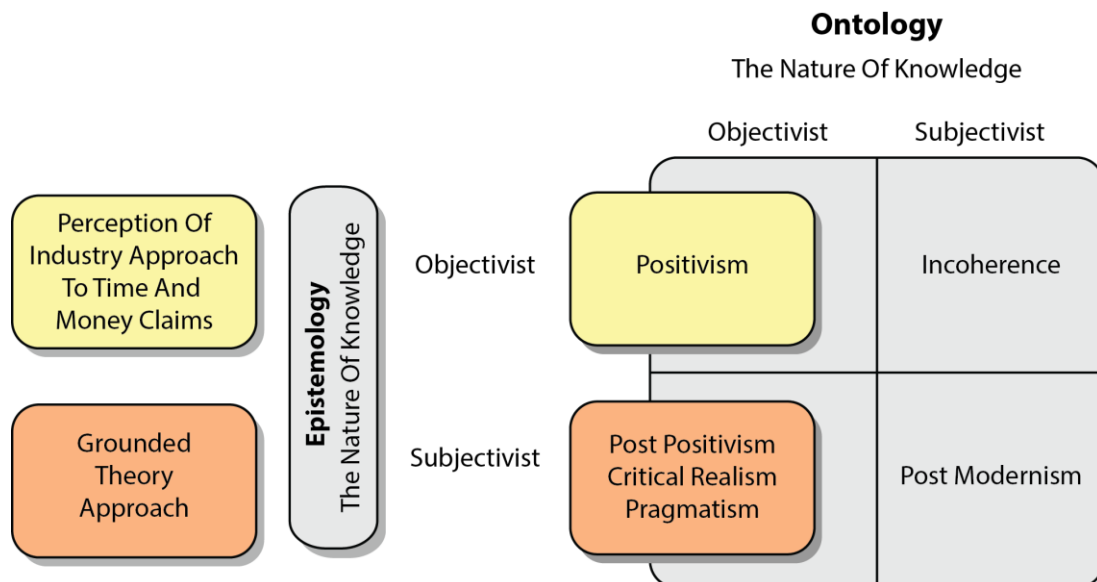 Ontology
The Nature Of Knowledge
Objectivist
Subjectivist
Perception Of
Industry Approach
To Time And
Money Claims
Epistemology
The Nature Of Knowledge
Objectivist
Positivism
Incoherence
Grounded
Theory
Approach
Subjectivist
Post Positivism
Critical Realism
Pragmatism
Post Modernism